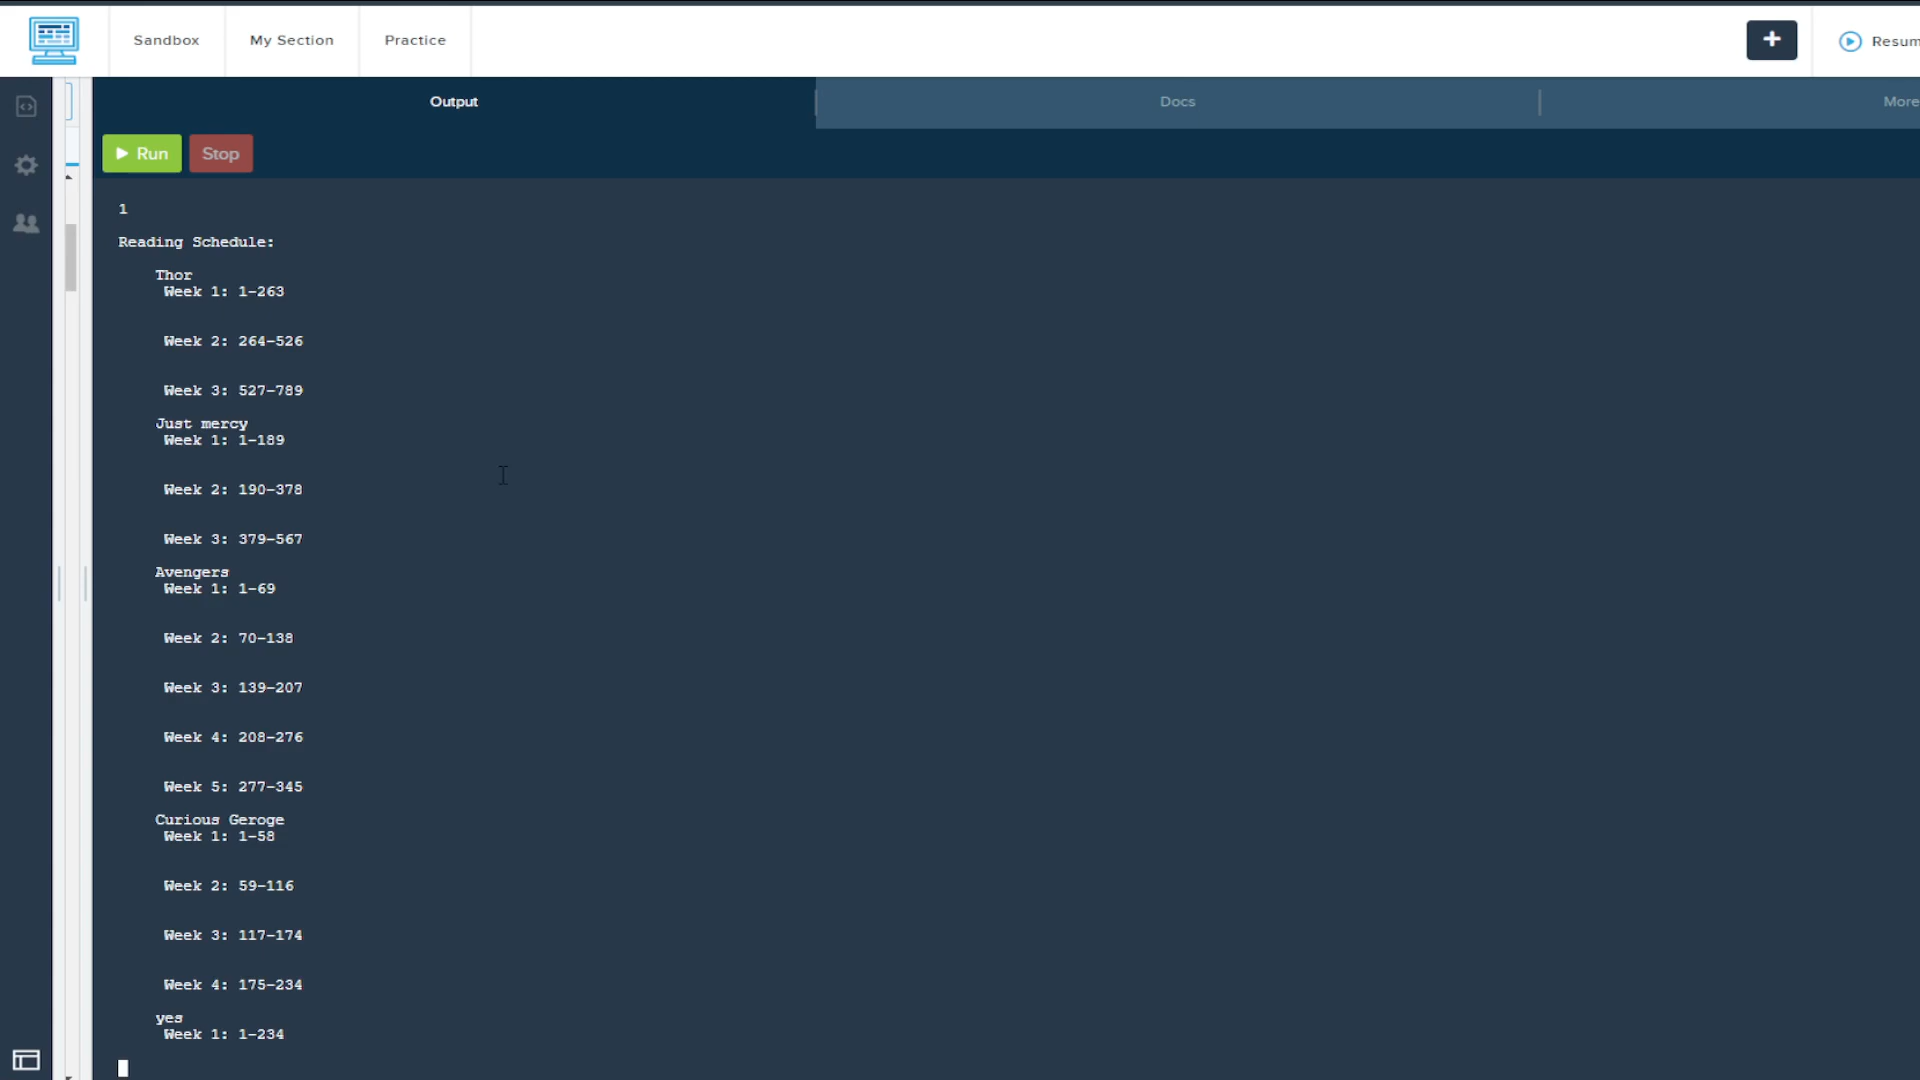 Sandbox My Section Practice + Resum
Output Docs More
Run Stop
1
Reading Schedule:
Thor
Week 1: 1-263
Week 2: 264-526
Week 3: 527-789
Just mercy
Week 1: 1-189
Week 2: 190-378
Week 3: 379-567
Avengers
Week 1: 1-69
Week 2: 70-138
Week 3: 139-207
Week 4: 208-276
Week 5: 277-345
Curious Geroge
Week 1: 1-58
Week 2: 59-116
Week 3: 117-174
Week 4: 175-234
yes
Week 1: 1-234